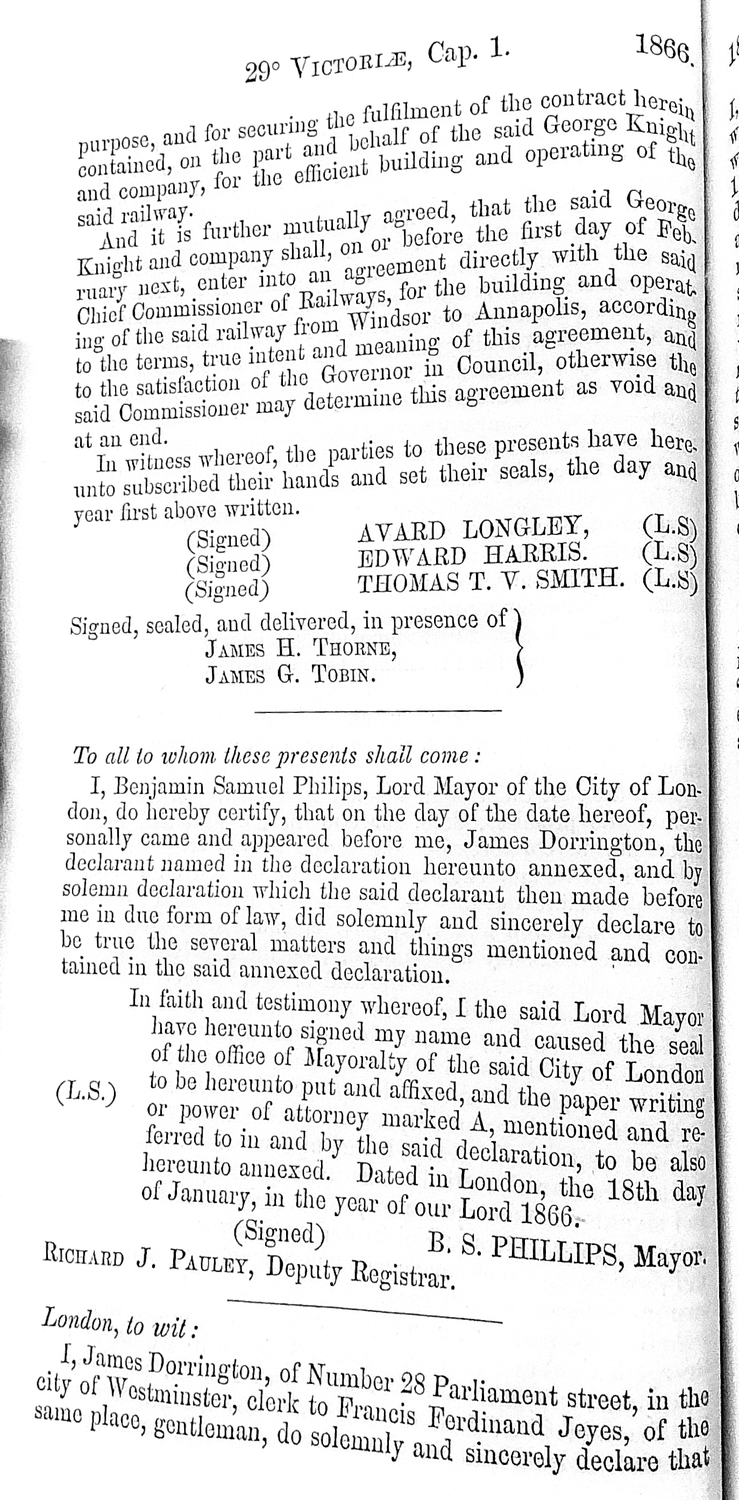 29° VICTORIÆ, Cap. 1. 1866.
purpose, and for securing the fulfilment of the contract herein
contained, on the part and behalf of the said George Knight
and company, for the efficient building and operating of the
said railway.
And it is further mutually agreed, that the said George
Knight and company shall, on or before the first day of Feb-
ruary next, enter into an agreement directly with the said
Chief Commissioner of Railways, for the building and operat-
ing of the said railway from Windsor to Annapolis, according
to the terms, true intent and meaning of this agreement, and
to the satisfaction of the Governor in Council, otherwise the
said Commissioner may determine this agreement as void and
at an end.
In witness whereof, the parties to these presents have here-
unto subscribed their hands and set their seals, the day and
year first above written.
(Signed) AVARD LONGLEY, (L.S)
(Signed) EDWARD HARRIS. (L.S)
(Signed) THOMAS T. V. SMITH. (L.S)
Signed, sealed, and delivered, in presence of }
JAMES H. THORNE,
JAMES G. TOBIN.
To all to whom these presents shall come :
I, Benjamin Samuel Philips, Lord Mayor of the City of Lon-
don, do hereby certify, that on the day of the date hereof, per-
sonally came and appeared before me, James Dorrington, the
declarant named in the declaration hereunto annexed, and by
solemn declaration which the said declarant then made before
me in due form of law, did solemnly and sincerely declare to
be true the several matters and things mentioned and con-
tained in the said annexed declaration.
In faith and testimony whereof, I the said Lord Mayor
have hereunto signed my name and caused the seal
of the office of Mayoralty of the said City of London
(L.S.) to be hereunto put and affixed, and the paper writing
or power of attorney marked A, mentioned and re-
ferred to in and by the said declaration, to be also
hereunto annexed. Dated in London, the 18th day
of January, in the year of our Lord 1866.
(Signed) B. S. PHILLIPS, Mayor.
RICHARD J. PAULEY, Deputy Registrar.
London, to wit :
I, James Dorrington, of Number 28 Parliament street, in the
city of Westminster, clerk to Francis Ferdinand Jeyes, of the
same place, gentleman, do solemnly and sincerely declare that